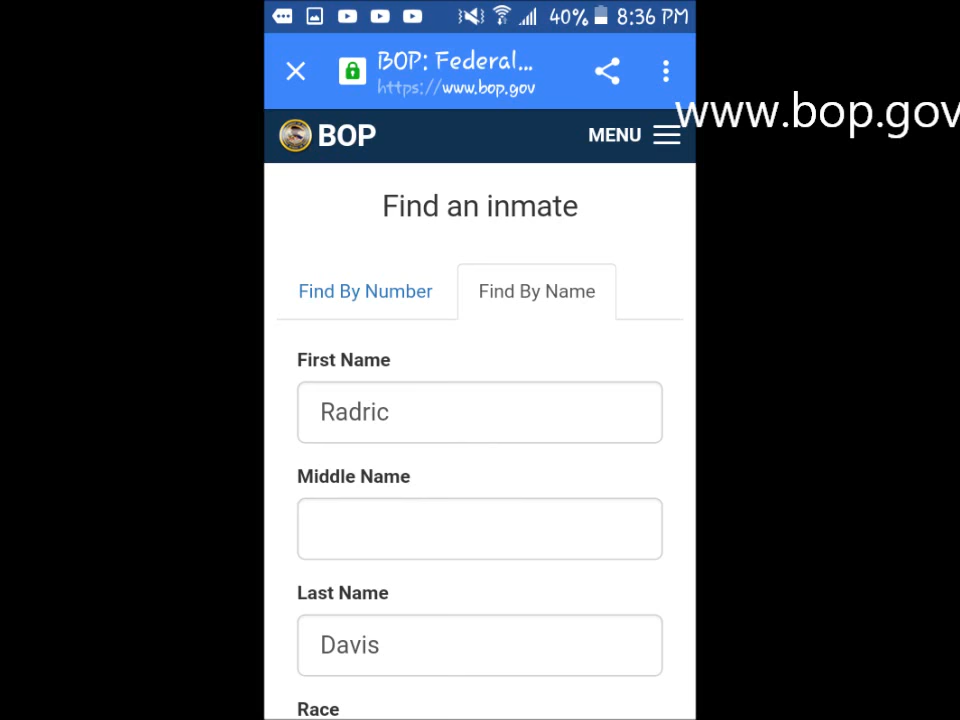 40% 8:36 PM
BOP: Federal...
https://www.bop.gov
www.bop.gov
BOP MENU
Find an inmate
Find By Number Find By Name
First Name
Radric
Middle Name
Last Name
Davis
Race